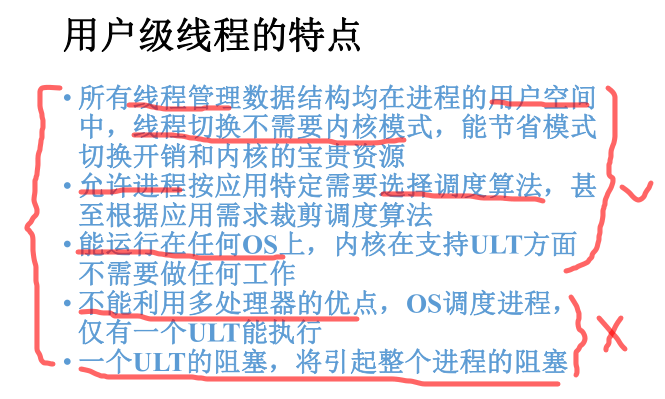 用户级线程的特点
• 所有线程管理数据结构均在进程的用户空间
中，线程切换不需要内核模式，能节省模式
切换开销和内核的宝贵资源
• 允许进程按应用特定需要选择调度算法，甚
至根据应用需求裁剪调度算法
• 能运行在任何OS上，内核在支持ULT方面
不需要做任何工作
• 不能利用多处理器的优点，OS调度进程，
仅有一个ULT能执行
• 一个ULT的阻塞，将引起整个进程的阻塞